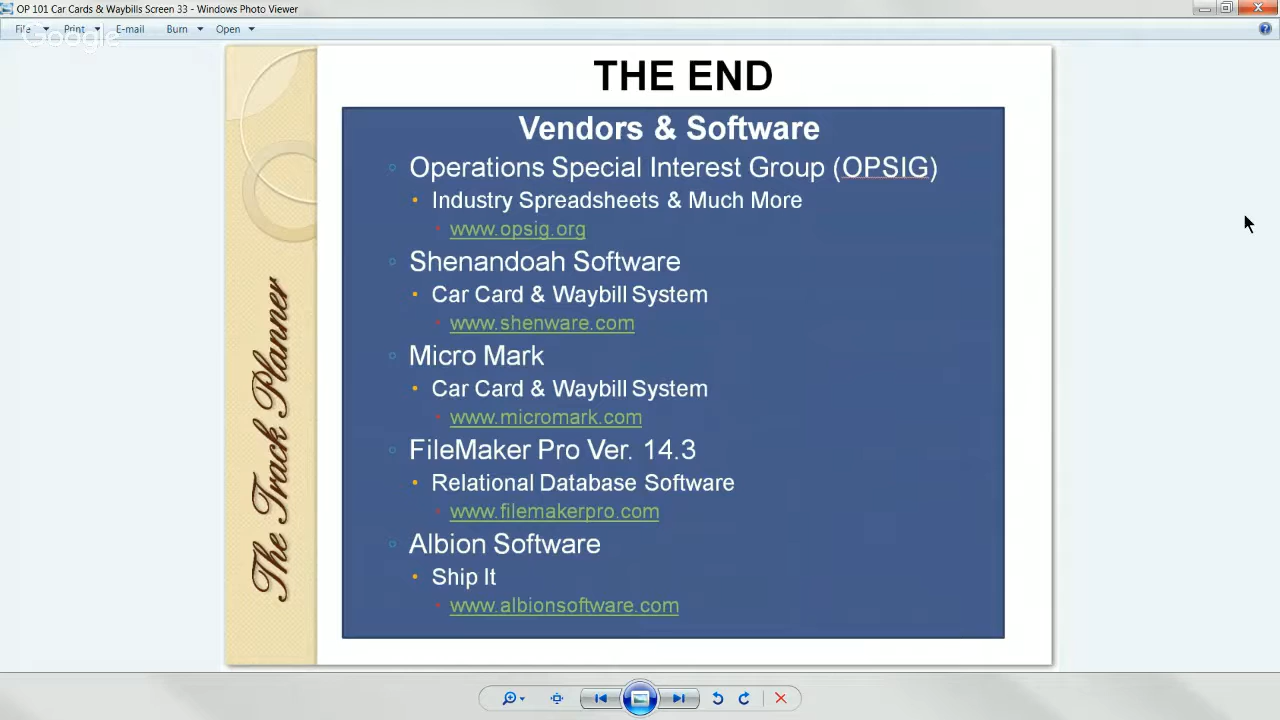 OP 101 Car Cards & Waybills Screen 33 - Windows Photo Viewer
File Print E-mail Burn Open
Google
THE END
Vendors & Software
Operations Special Interest Group (OPSIG)
Industry Spreadsheets & Much More
www.opsig.org
Shenandoah Software
Car Card & Waybill System
www.shenware.com
Micro Mark
Car Card & Waybill System
www.micromark.com
FileMaker Pro Ver. 14.3
Relational Database Software
www.filemakerpro.com
Albion Software
Ship It
www.albionsoftware.com
The Track Planner